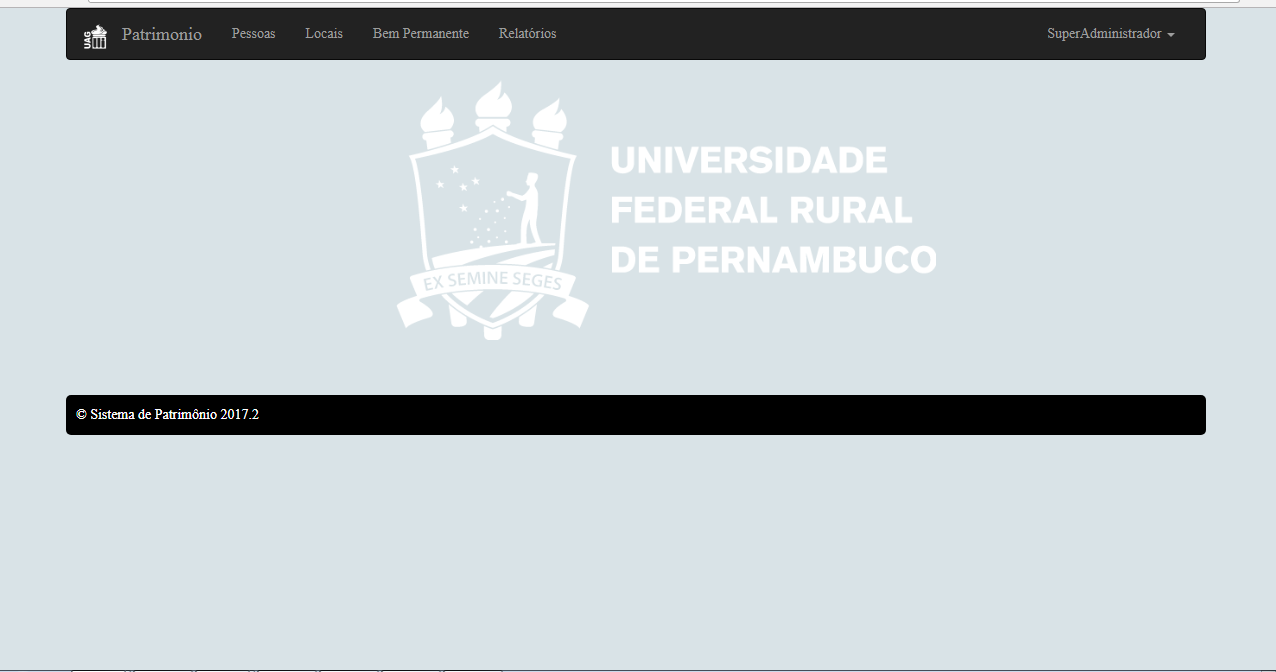 UAG Patrimonio Pessoas Locais Bem Permanente Relatórios SuperAdministrador
UNIVERSIDADE
FEDERAL RURAL
DE PERNAMBUCO
EX SEMINE SEGES
© Sistema de Patrimônio 2017.2